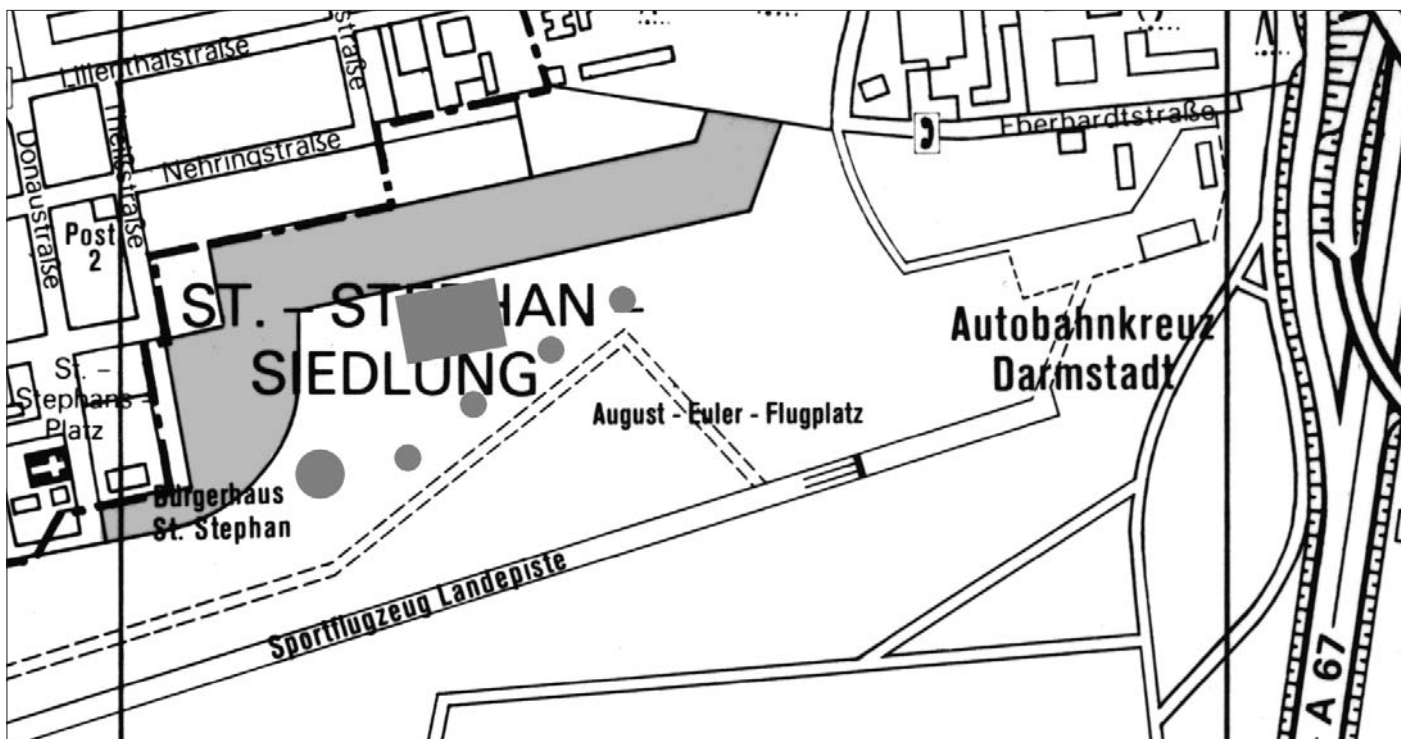 Lilienthalstraße
straße
Nehringstraße
Donaustraße
Eberhardtstraße
Post
2
ST. – STEPHAN –
SIEDLUNG
St. –
Stephans –
Platz
Bürgerhaus
St. Stephan
August - Euler - Flugplatz
Autobahnkreuz
Darmstadt
Sportflugzeug Landepiste
A 67